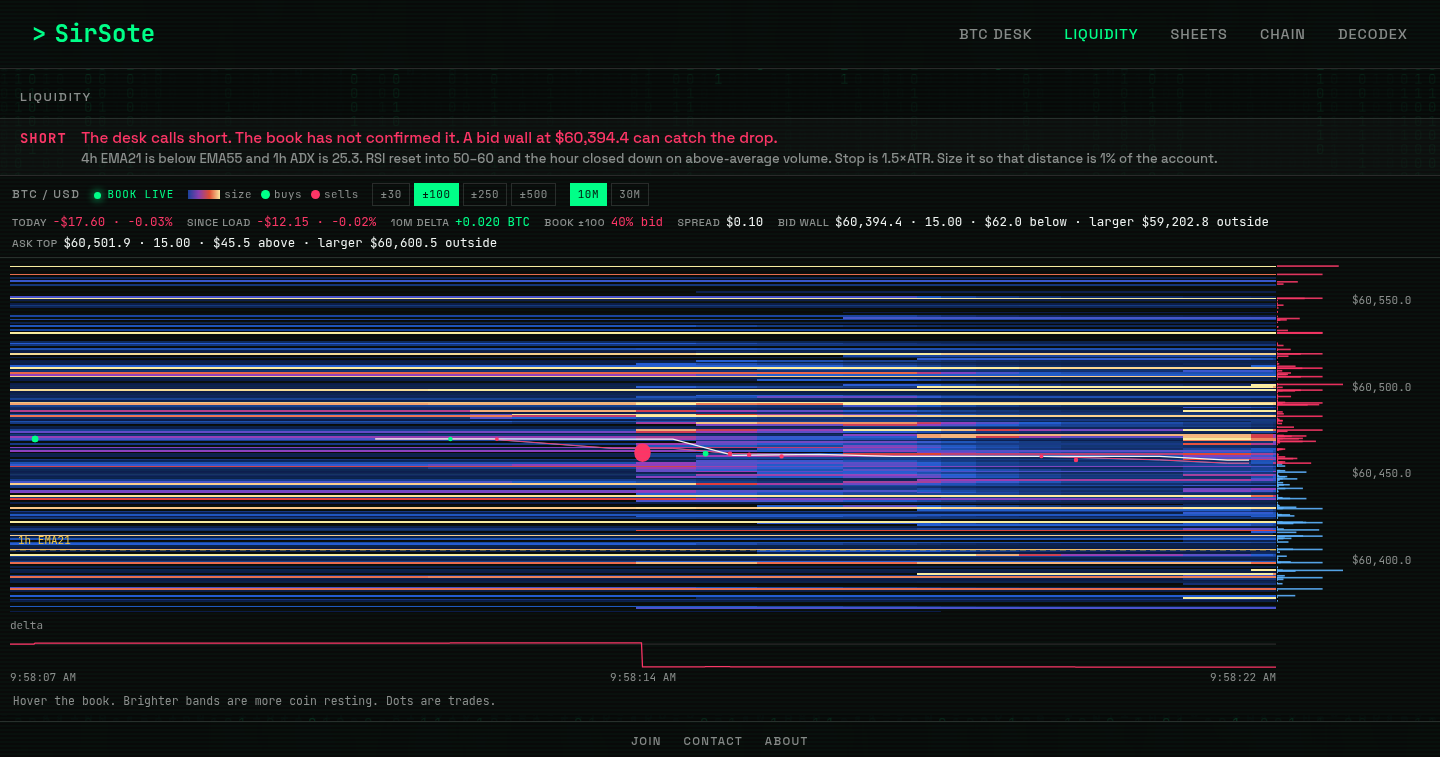 > SirSote
BTC DESK LIQUIDITY SHEETS CHAIN DECODEX
LIQUIDITY
SHORT The desk calls short. The book has not confirmed it. A bid wall at $60,394.4 can catch the drop.
4h EMA21 is below EMA55 and 1h ADX is 25.3. RSI reset into 50–60 and the hour closed down on above-average volume. Stop is 1.5×ATR. Size it so that distance is 1% of the account.
BTC / USD BOOK LIVE size buys sells ±30 ±100 ±250 ±500 10M 30M
TODAY -$17.60 · -0.03% SINCE LOAD -$12.15 · -0.02% 10M DELTA +0.020 BTC BOOK ±100 40% bid SPREAD $0.10 BID WALL $60,394.4 · 15.00 · $62.0 below · larger $59,202.8 outside
ASK TOP $60,501.9 · 15.00 · $45.5 above · larger $60,600.5 outside
$60,550.0
$60,500.0
$60,450.0
1h EMA21
$60,400.0
delta
9:58:07 AM 9:58:14 AM 9:58:22 AM
Hover the book. Brighter bands are more coin resting. Dots are trades.
JOIN CONTACT ABOUT